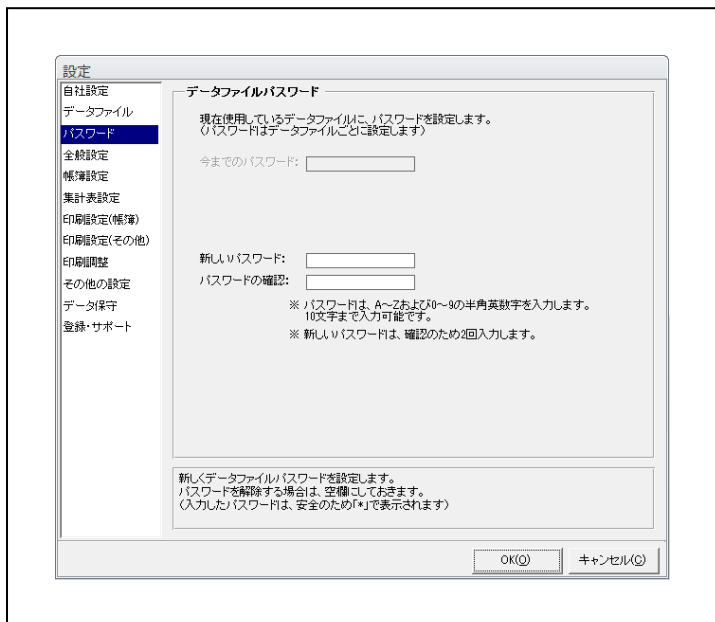 設定
自社設定
データファイル
パスワード
全般設定
帳簿設定
集計表設定
印刷設定(帳簿)
印刷設定(その他)
印刷調整
その他の設定
データ保守
登録・サポート
データファイルパスワード
現在使用しているデータファイルに、パスワードを設定します。
(パスワードはデータファイルごとに設定します)
今までのパスワード:
新しいパスワード:
パスワードの確認:
※ パスワードは、A～Zおよび0～9の半角英数字を入力します。
10文字まで入力可能です。
※ 新しいパスワードは、確認のため2回入力します。
新しくデータファイルパスワードを設定します。
パスワードを解除する場合は、空欄にしておきます。
(入力したパスワードは、安全のため「*」で表示されます)
OK(O)
キャンセル(C)